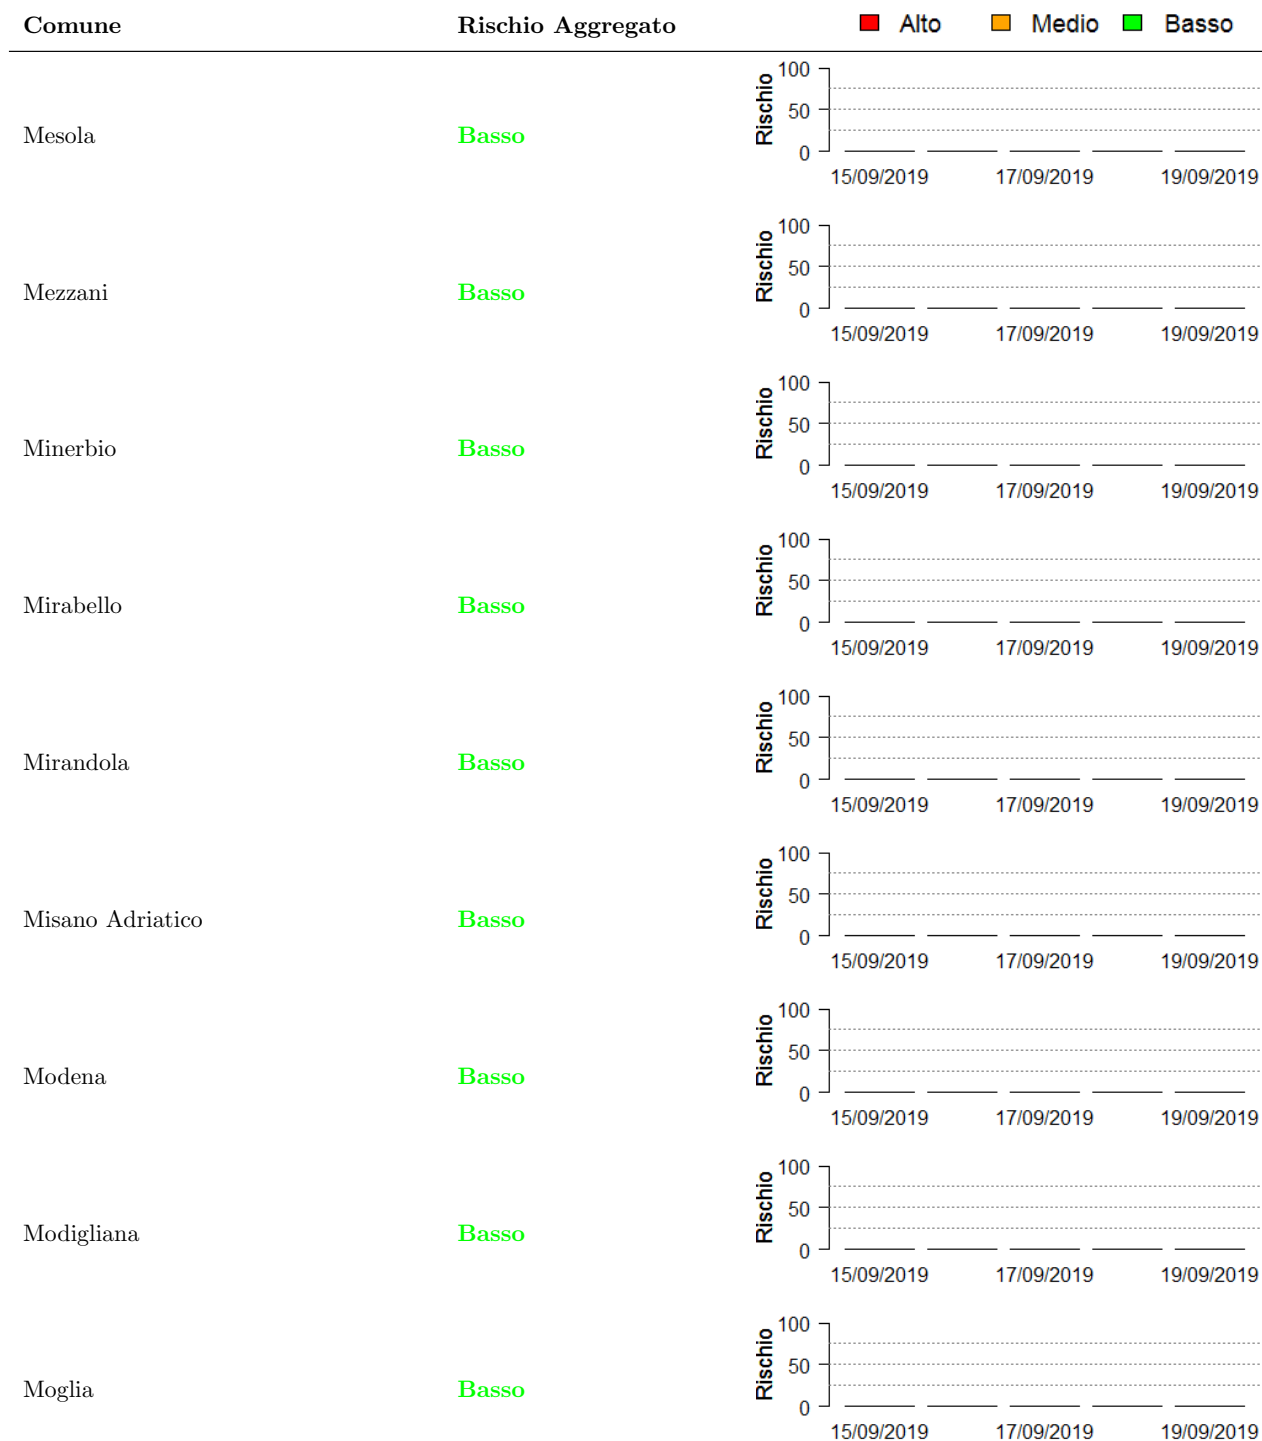 Comune Rischio Aggregato Alto Medio Basso
100
50
0
Rischio
Mesola Basso
15/09/2019 17/09/2019 19/09/2019
100
50
0
Rischio
Mezzani Basso
15/09/2019 17/09/2019 19/09/2019
100
50
0
Rischio
Minerbio Basso
15/09/2019 17/09/2019 19/09/2019
100
50
0
Rischio
Mirabello Basso
15/09/2019 17/09/2019 19/09/2019
100
50
0
Rischio
Mirandola Basso
15/09/2019 17/09/2019 19/09/2019
100
50
0
Rischio
Misano Adriatico Basso
15/09/2019 17/09/2019 19/09/2019
100
50
0
Rischio
Modena Basso
15/09/2019 17/09/2019 19/09/2019
100
50
0
Rischio
Modigliana Basso
15/09/2019 17/09/2019 19/09/2019
100
50
0
Rischio
Moglia Basso
15/09/2019 17/09/2019 19/09/2019